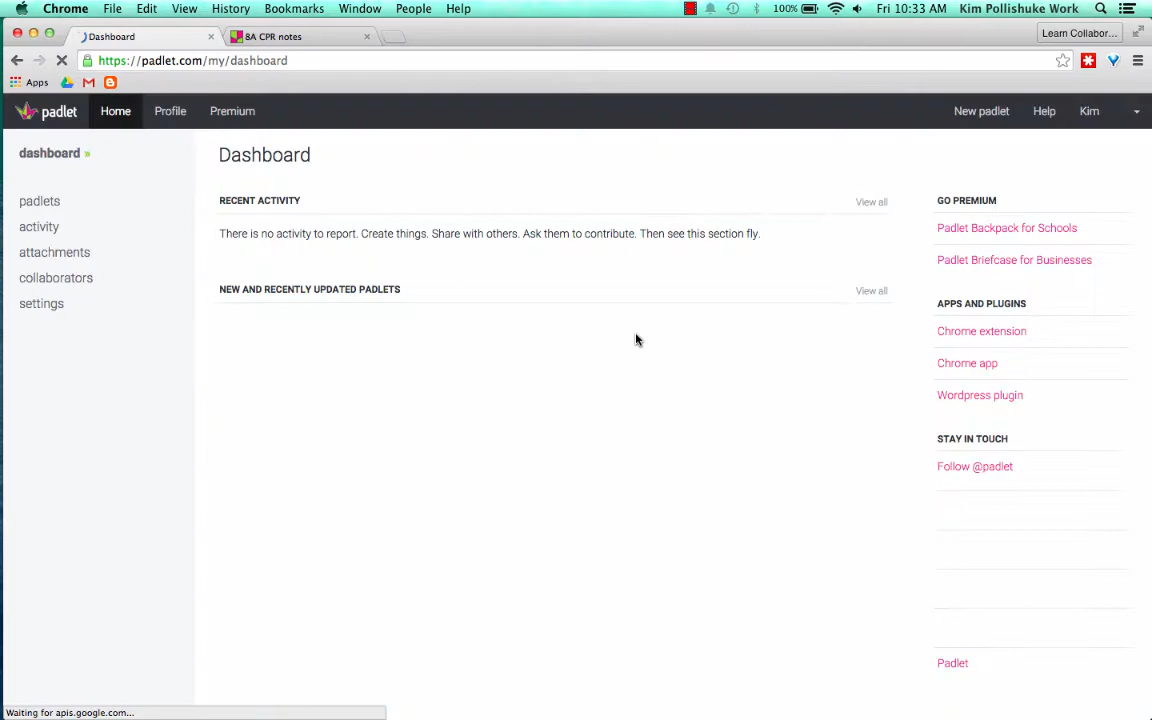 Chrome File Edit View History Bookmarks Window People Help 100% Fri 10:33 AM Kim Pollishuke Work
Dashboard × 8A CPR notes × Learn Collabor...
https://padlet.com/my/dashboard
Apps
padlet Home Profile Premium New padlet Help Kim
dashboard »
padlets
activity
attachments
collaborators
settings
Dashboard
RECENT ACTIVITY View all
There is no activity to report. Create things. Share with others. Ask them to contribute. Then see this section fly.
NEW AND RECENTLY UPDATED PADLETS View all
GO PREMIUM
Padlet Backpack for Schools
Padlet Briefcase for Businesses
APPS AND PLUGINS
Chrome extension
Chrome app
Wordpress plugin
STAY IN TOUCH
Follow @padlet
Padlet
Waiting for apis.google.com...